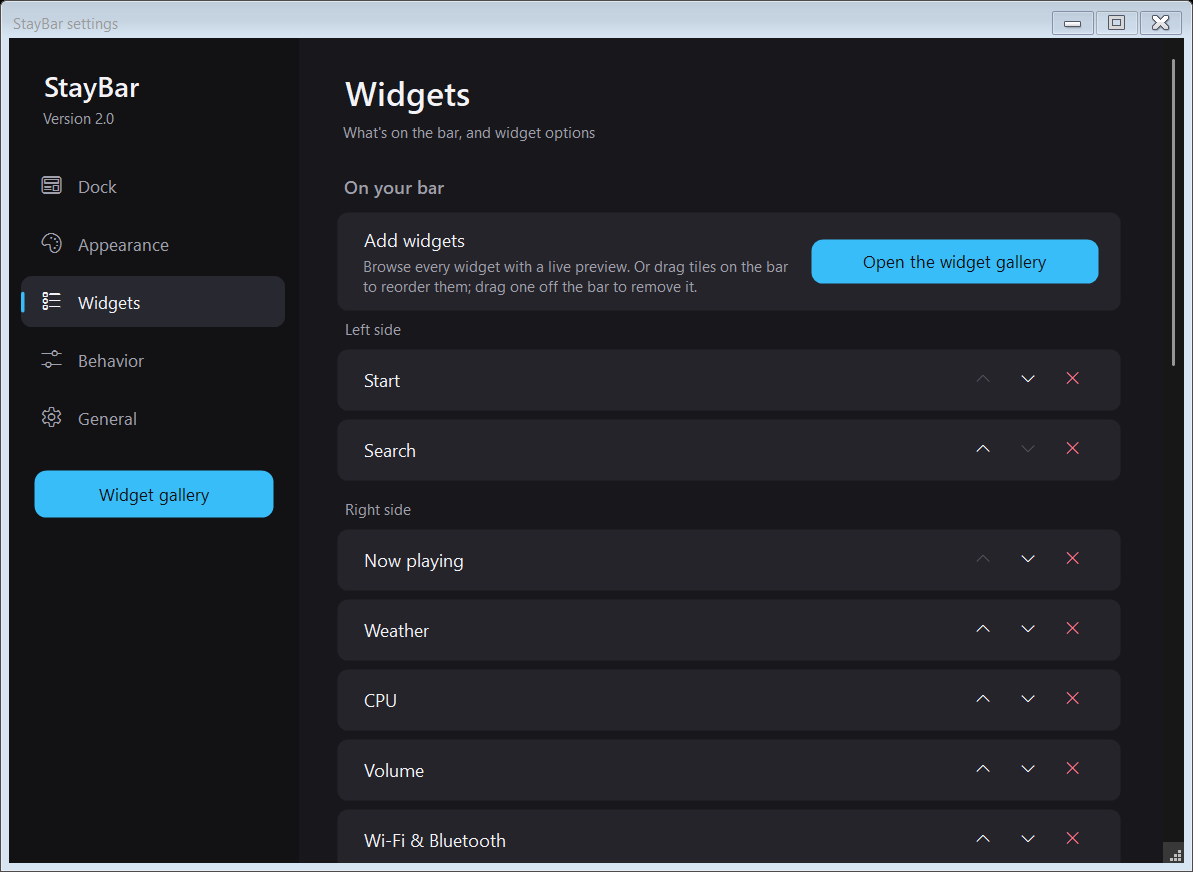 StayBar settings
StayBar
Version 2.0
Dock
Appearance
Widgets
Behavior
General
Widget gallery
Widgets
What's on the bar, and widget options
On your bar
Add widgets
Browse every widget with a live preview. Or drag tiles on the bar
to reorder them; drag one off the bar to remove it.
Open the widget gallery
Left side
Start
Search
Right side
Now playing
Weather
CPU
Volume
Wi-Fi & Bluetooth